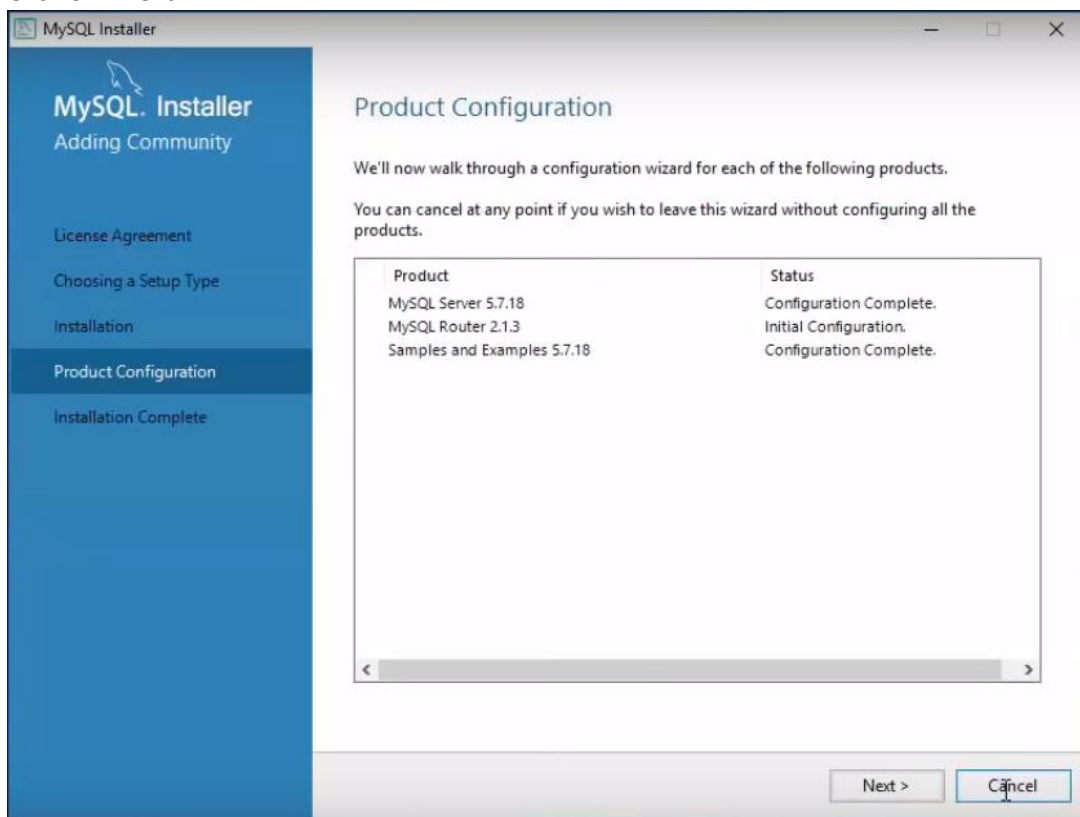 MySQL Installer
MySQL. Installer
Adding Community
License Agreement
Choosing a Setup Type
Installation
Product Configuration
Installation Complete
Product Configuration
We'll now walk through a configuration wizard for each of the following products.
You can cancel at any point if you wish to leave this wizard without configuring all the
products.
Product Status
MySQL Server 5.7.18 Configuration Complete.
MySQL Router 2.1.3 Initial Configuration.
Samples and Examples 5.7.18 Configuration Complete.
Next > Cancel